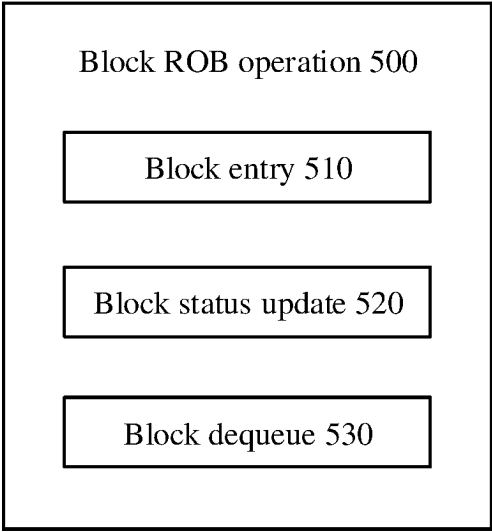 Block ROB operation 500
Block entry 510
Block status update 520
Block dequeue 530